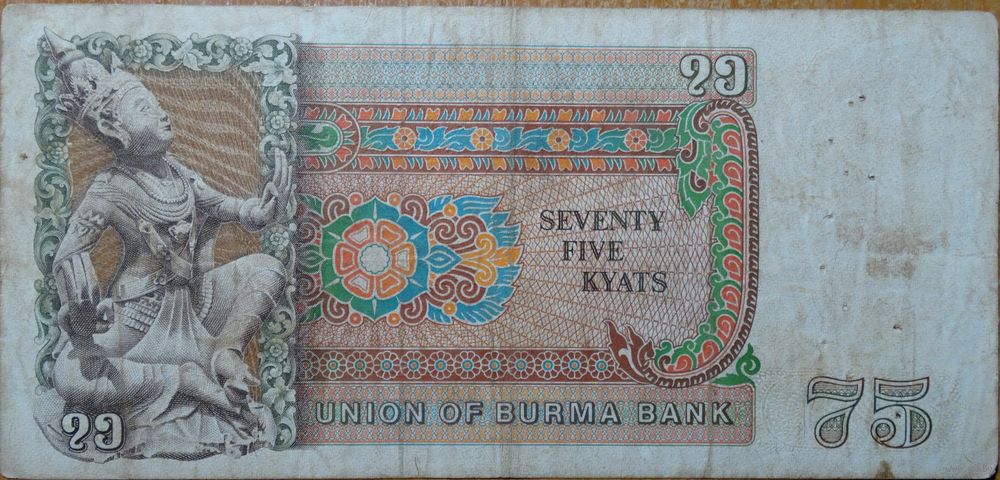 ၇၅
SEVENTY
FIVE
KYATS
UNION OF BURMA BANK
၇၅
75